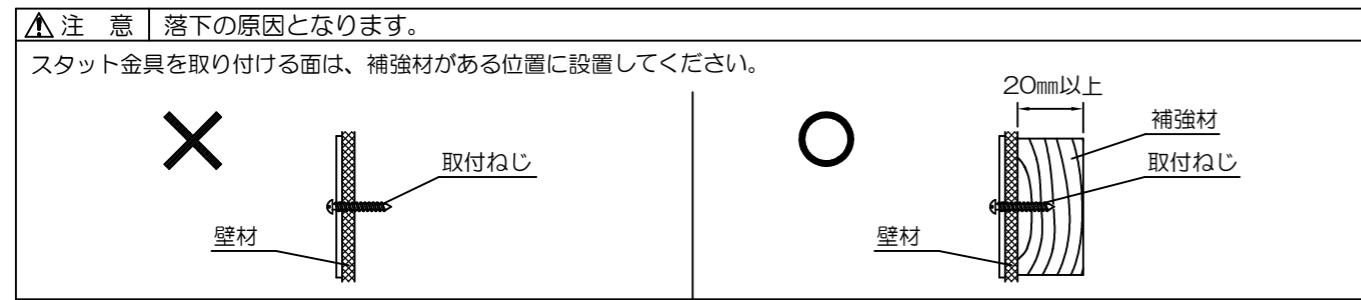 注 意 落下の原因となります。
スタット金具を取り付ける面は、補強材がある位置に設置してください。
取付ねじ
壁材
20㎜以上
補強材
取付ねじ
壁材